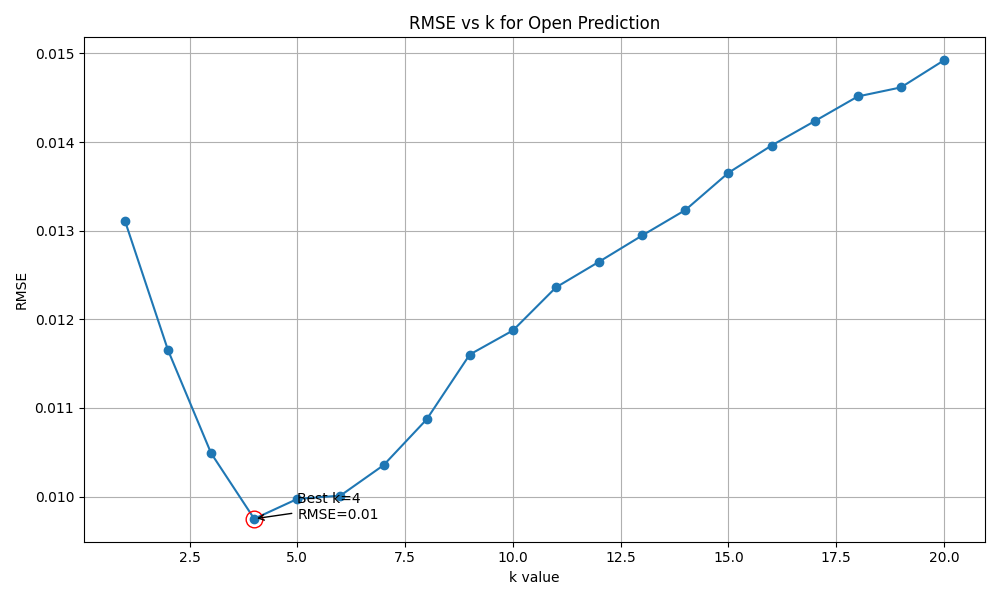 RMSE vs k for Open Prediction
0.015
0.014
0.013
0.012
0.011
0.010
RMSE
Best k=4
RMSE=0.01
2.5 5.0 7.5 10.0 12.5 15.0 17.5 20.0
k value